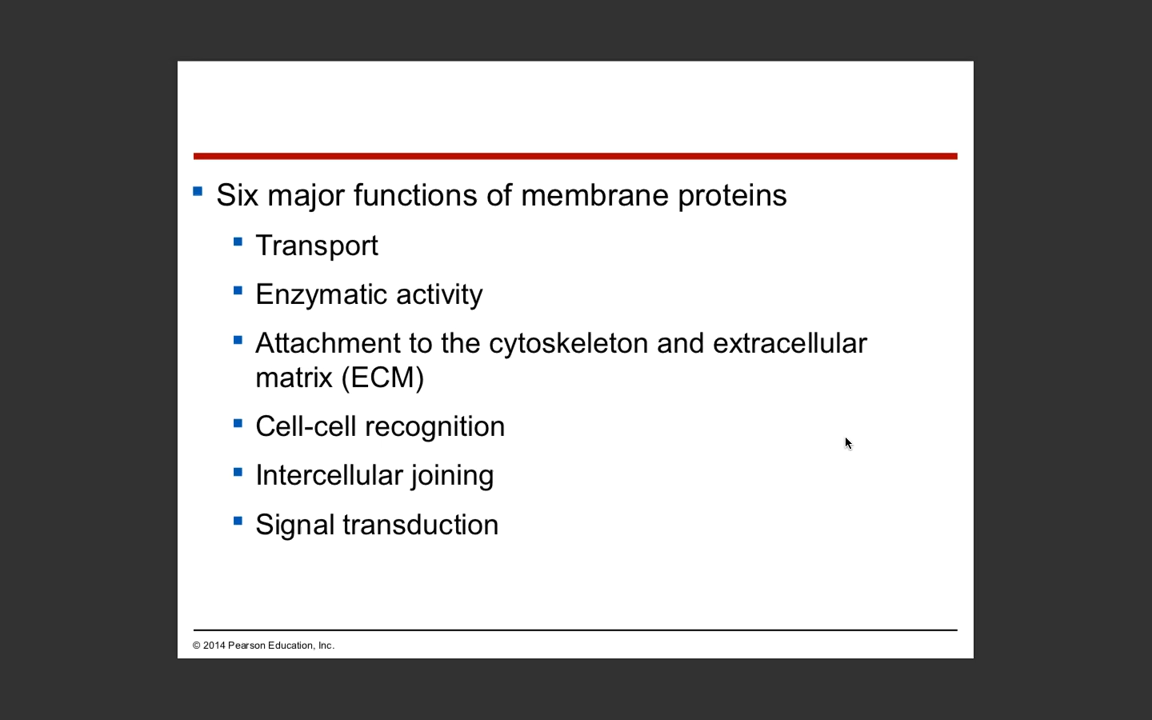 Six major functions of membrane proteins
Transport
Enzymatic activity
Attachment to the cytoskeleton and extracellular
matrix (ECM)
Cell-cell recognition
Intercellular joining
Signal transduction
© 2014 Pearson Education, Inc.